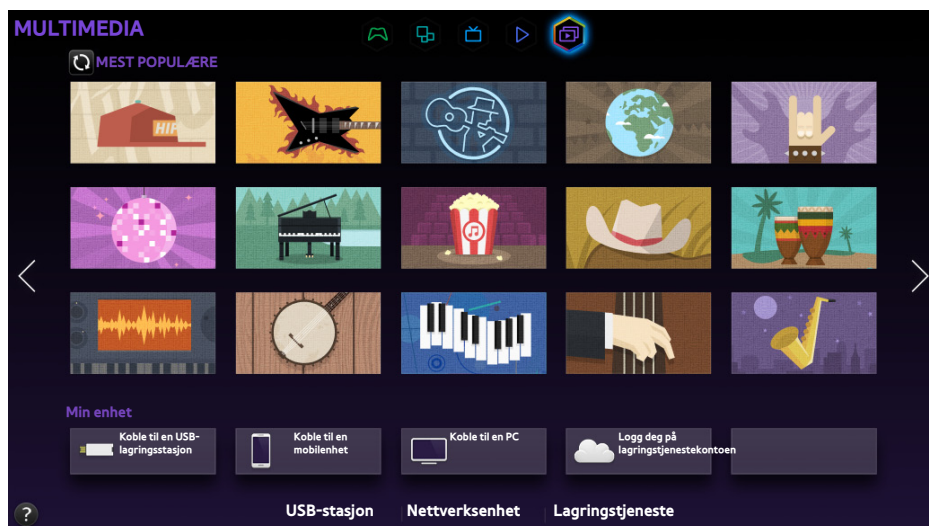 MULTIMEDIA
MEST POPULÆRE
HIP
Min enhet
Koble til en USB-
lagringsstasjon
Koble til en
mobilenhet
Koble til en PC
Logg deg på
lagringstjenestekontoen
?
USB-stasjon Nettverksenhet Lagringstjeneste